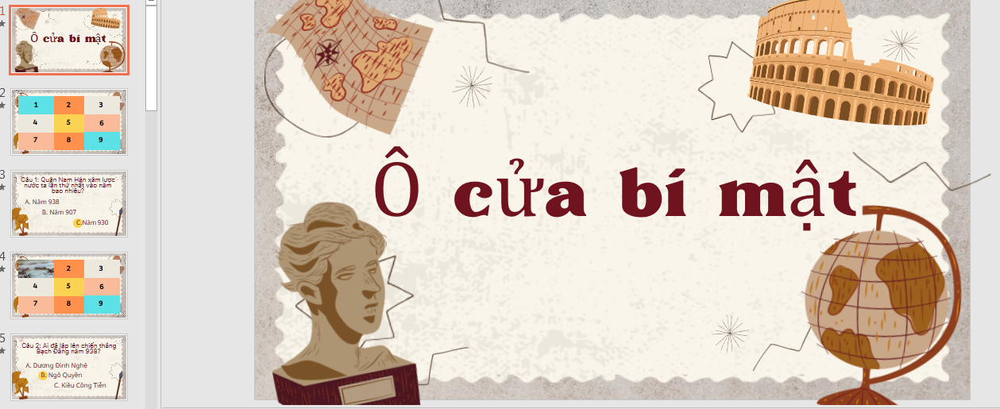 1
Ô cửa bí mật
2
1 2 3
4 5 6
7 8 9
3
Câu 1: Quân Nam Hán xâm lược
nước ta lần thứ nhất vào năm
bao nhiêu?
A. Năm 938
B. Năm 907
C. Năm 930
4
2 3
4 5 6
7 8 9
5
Câu 2: Ai đã lập lên chiến thắng
Bạch Đằng năm 938?
A. Dương Đình Nghệ
B. Ngô Quyền
C. Kiều Công Tiễn
Ô cửa bí mật